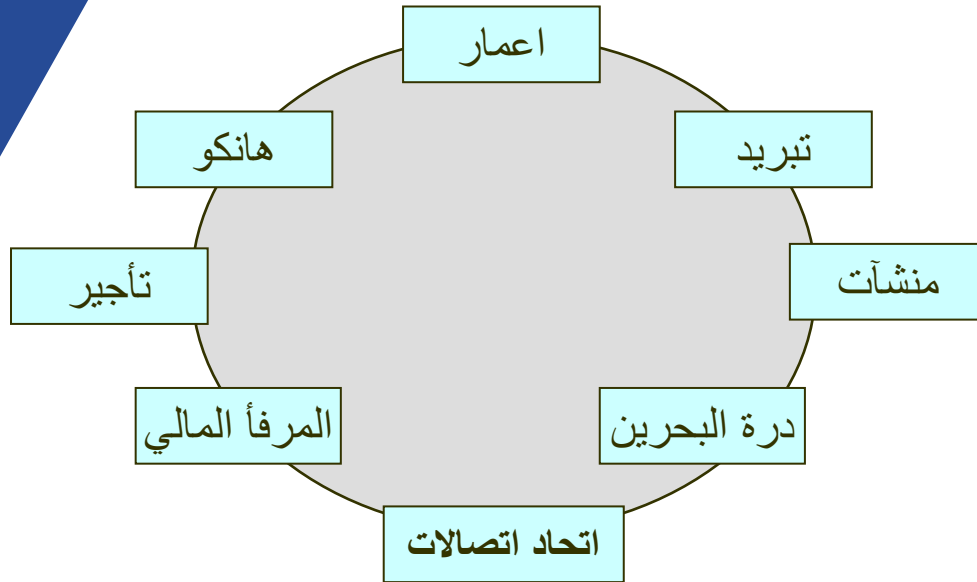 اعمار
تبريد
هانكو
منشآت
تأجير
درة البحرين
المرفأ المالي
اتحاد اتصالات